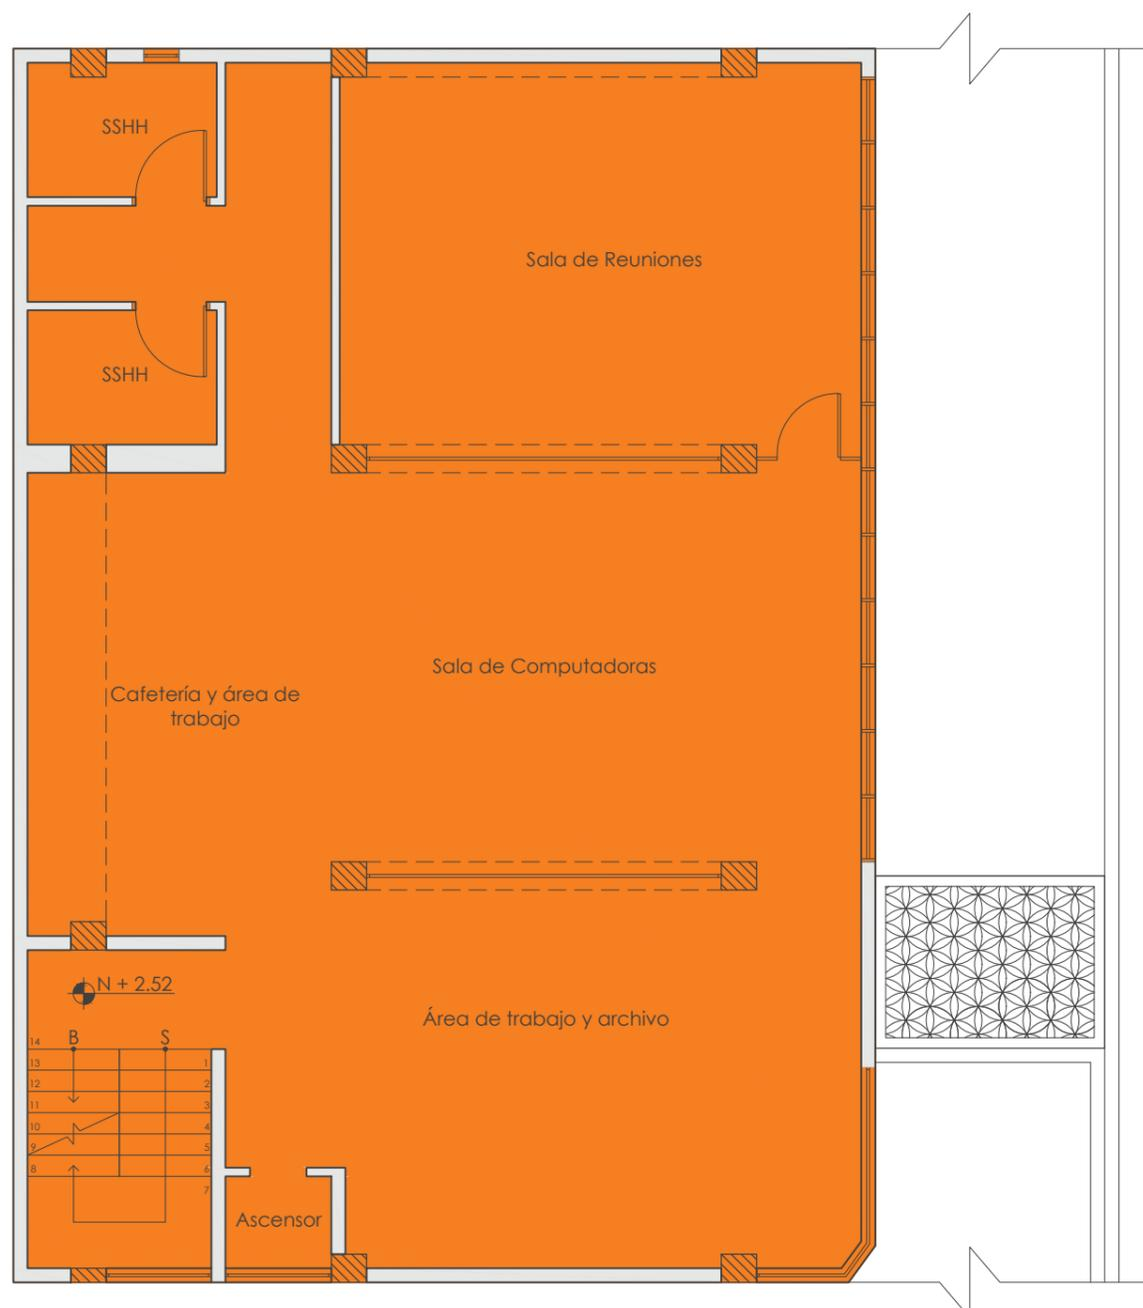 SSHH
Sala de Reuniones
SSHH
Sala de Computadoras
Cafetería y área de
trabajo
N + 2.52
Área de trabajo y archivo
B S
14
13 1
12 2
11 3
10 4
9 5
8 6
7
Ascensor